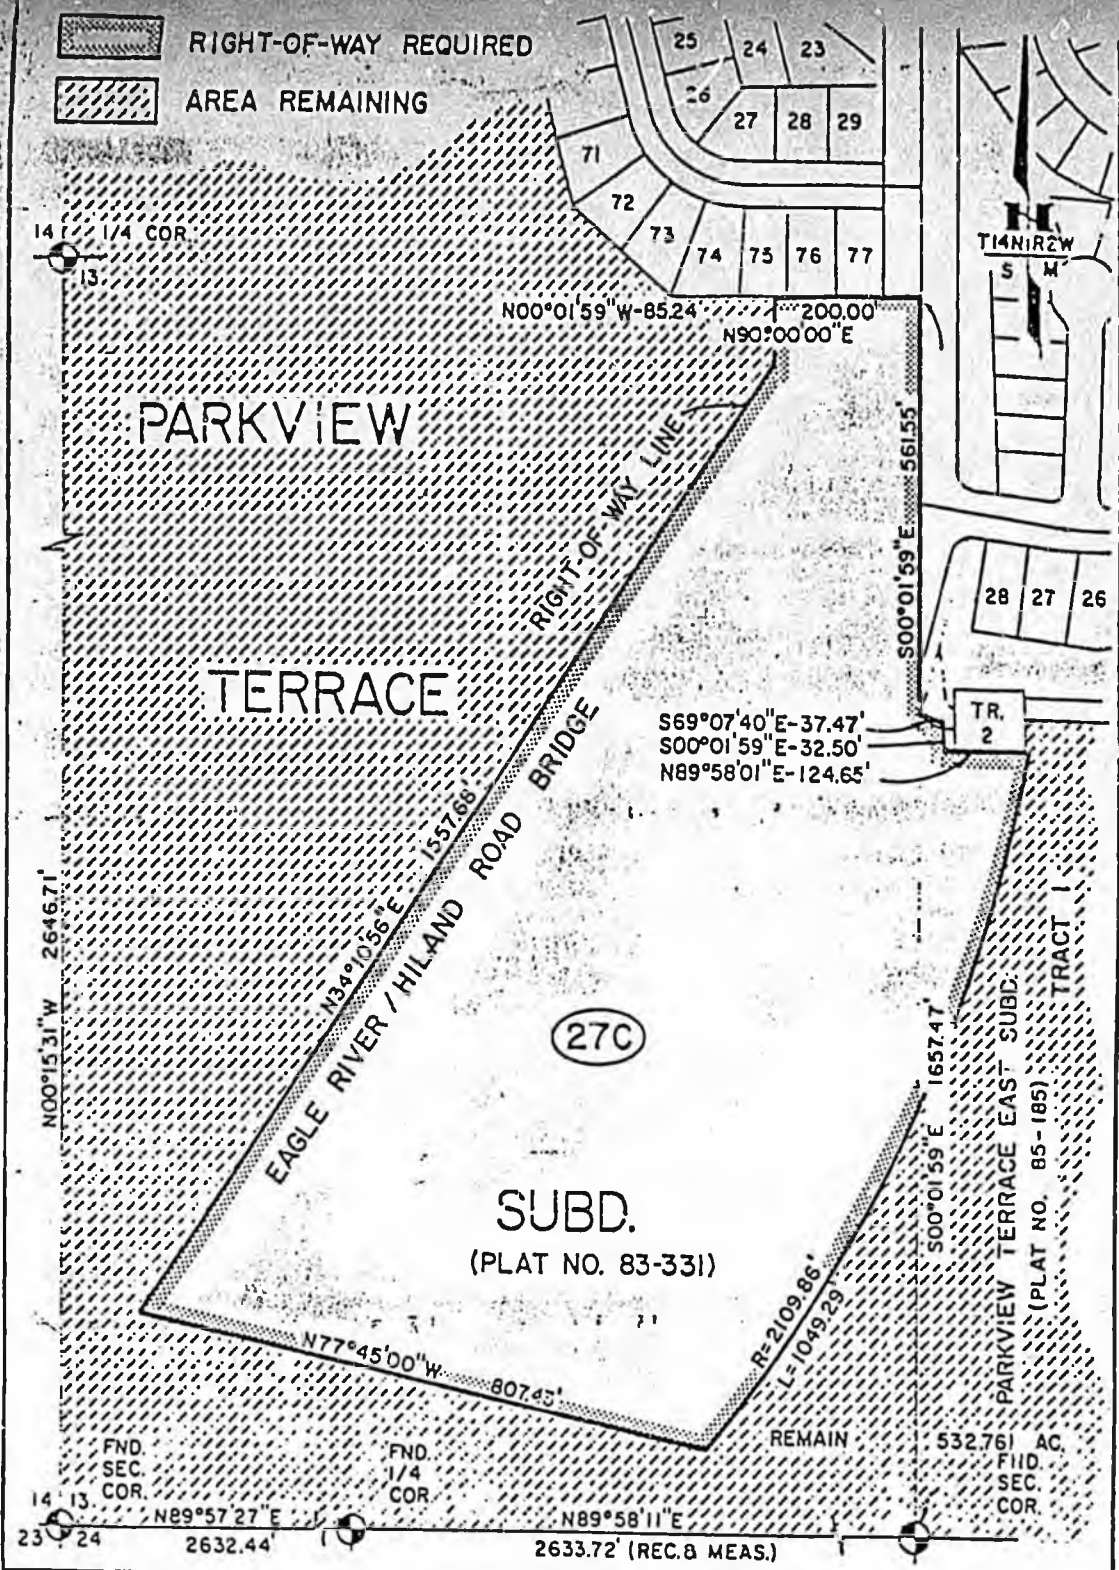 RIGHT-OF-WAY REQUIRED
AREA REMAINING
25
24
23
26
27
28
29
71
72
73
74
75
76
77
14
1/4 COR.
13
T14N R2W
S M
N
N00°01'59"W-85.24'
200.00'
N90°00'00"E
PARKVIEW
RIGHT-OF-WAY LINE
S00°01'59"E 561.55'
28
27
26
TERRACE
S69°07'40"E-37.47'
S00°01'59"E-32.50'
N89°58'01"E-124.65'
TR.
2
N34°10'56"E 1557.68'
EAGLE RIVER / HILAND ROAD BRIDGE
N00°15'31"W 2646.71'
27C
S00°01'59"E 1657.47'
PARKVIEW TERRACE EAST SUBD.
(PLAT NO. 85-185)
TRACT 1
SUBD.
(PLAT NO. 83-331)
R=2109.86'
L=1049.29'
N77°45'00"W
REMAIN 532.761 AC.
FND.
SEC.
COR.
FND.
1/4
COR.
FND.
SEC.
COR.
14 13
23 24
N89°57'27"E
2632.44'
N89°58'11"E
2633.72' (REC. & MEAS.)